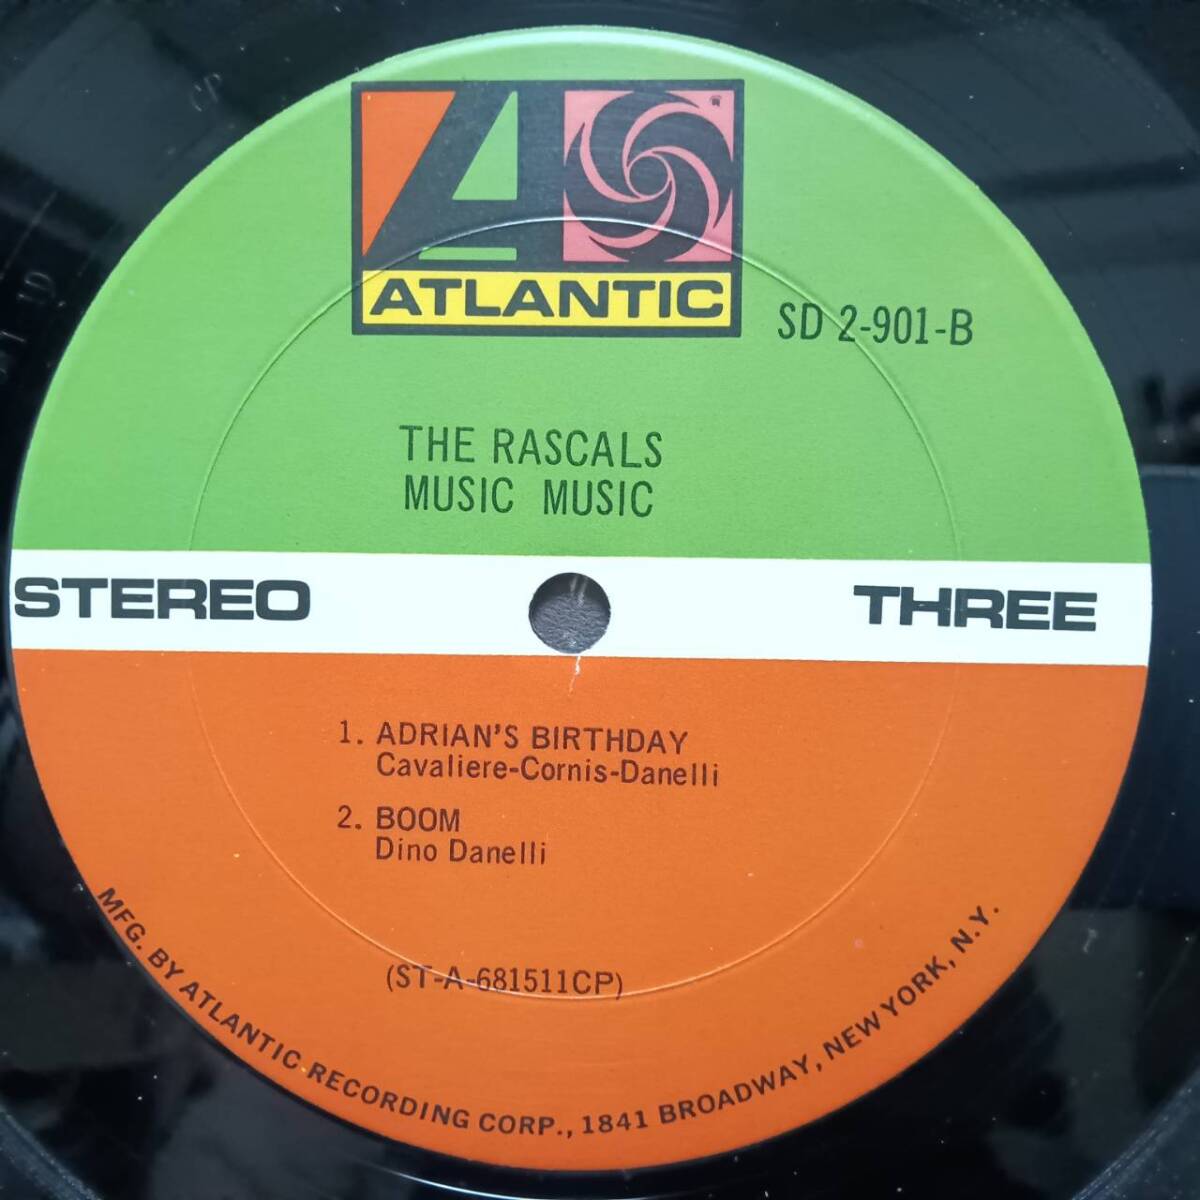 ATLANTIC
SD 2-901-B
THE RASCALS
MUSIC MUSIC
STEREO
THREE
1. ADRIAN'S BIRTHDAY
Cavaliere-Cornis-Danelli
2. BOOM
Dino Danelli
(ST-A-681511CP)
MFG. BY ATLANTIC RECORDING CORP., 1841 BROADWAY, NEW YORK, N.Y.